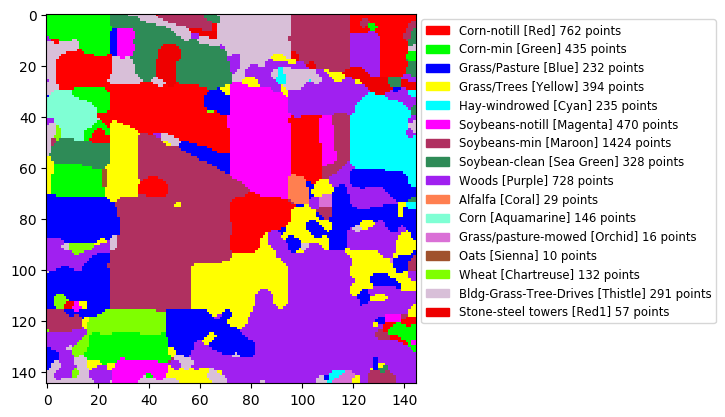 0
20
40
60
80
100
120
140
0 20 40 60 80 100 120 140
Corn-notill [Red] 762 points
Corn-min [Green] 435 points
Grass/Pasture [Blue] 232 points
Grass/Trees [Yellow] 394 points
Hay-windrowed [Cyan] 235 points
Soybeans-notill [Magenta] 470 points
Soybeans-min [Maroon] 1424 points
Soybean-clean [Sea Green] 328 points
Woods [Purple] 728 points
Alfalfa [Coral] 29 points
Corn [Aquamarine] 146 points
Grass/pasture-mowed [Orchid] 16 points
Oats [Sienna] 10 points
Wheat [Chartreuse] 132 points
Bldg-Grass-Tree-Drives [Thistle] 291 points
Stone-steel towers [Red1] 57 points